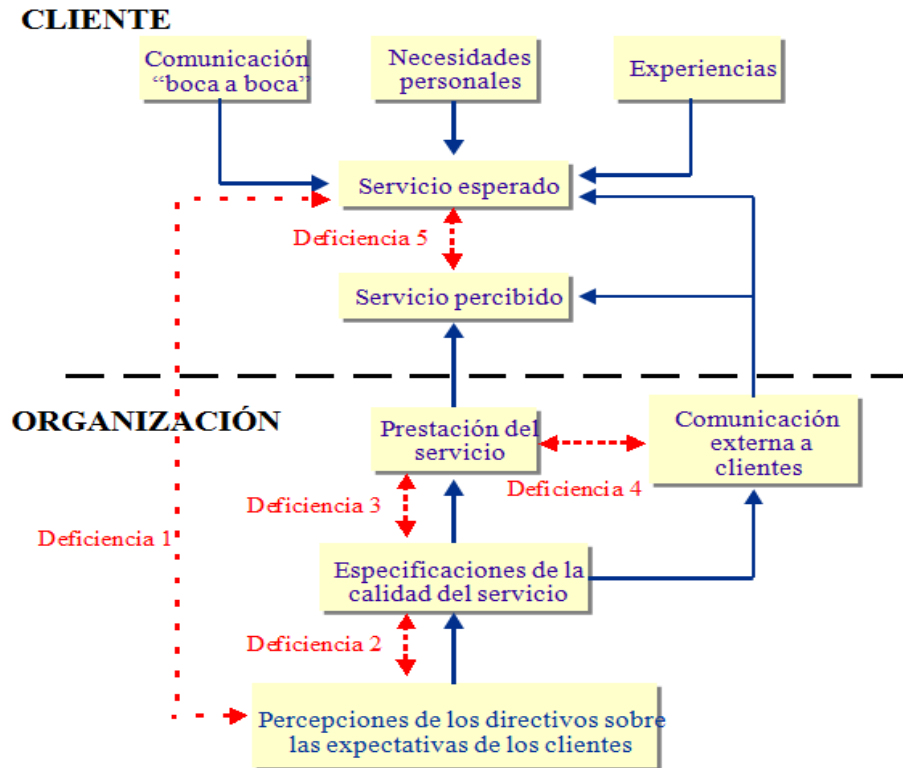 CLIENTE
Comunicación
“boca a boca”
Necesidades
personales
Experiencias
Servicio esperado
Deficiencia 5
Servicio percibido
ORGANIZACIÓN
Prestación del
servicio
Comunicación
externa a
clientes
Deficiencia 4
Deficiencia 3
Deficiencia 1
Especificaciones de la
calidad del servicio
Deficiencia 2
Percepciones de los directivos sobre
las expectativas de los clientes